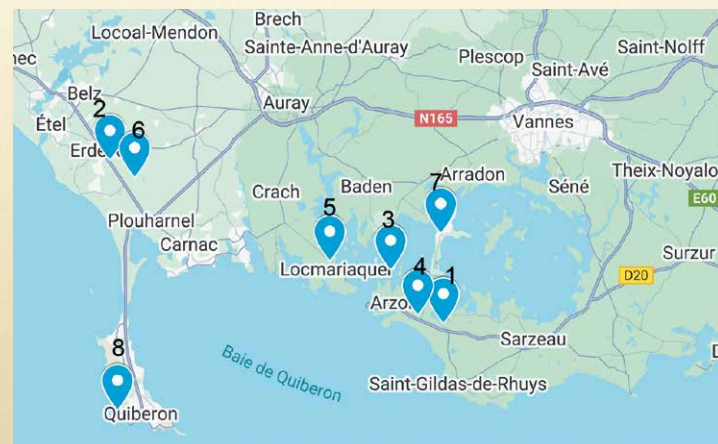 Brech
Locoal-Mendon
Sainte-Anne-d'Auray
Saint-Nolff
Plescop
nec
Saint-Avé
Belz
Auray
2
N165
Vannes
Étel
6
Erde
Theix-Noyalo
Arradon
7
Baden
Séné
Crach
E60
5
3
Plouharnel
Carnac
Surzur
Locmariaquer
4
1
D20
Arzon
Sarzeau
8
Baie de Quiberon
Saint-Gildas-de-Rhuys
Quiberon